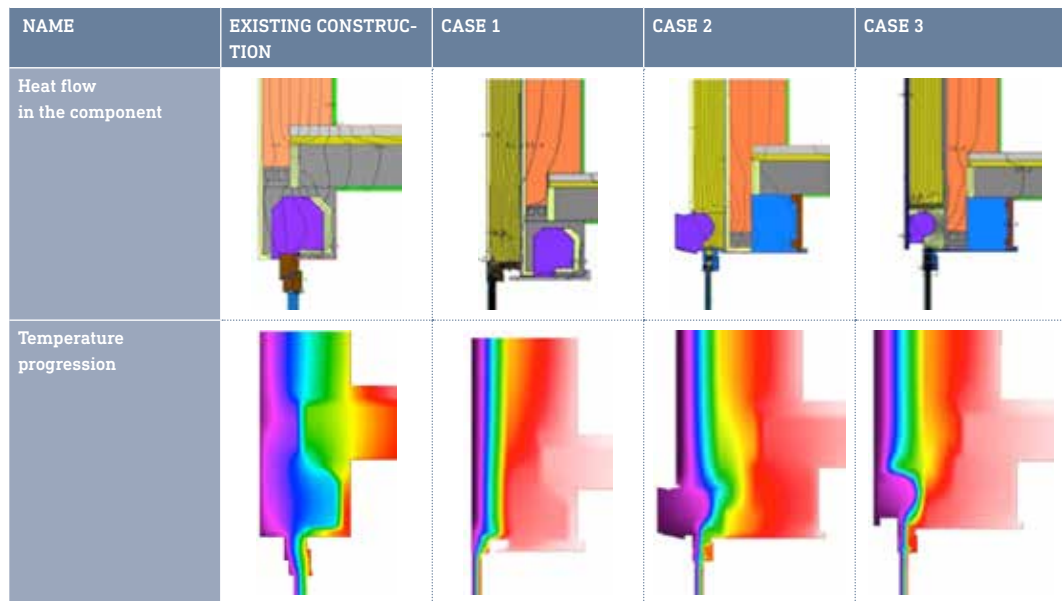 NAME
EXISTING CONSTRUC-
TION
CASE 1
CASE 2
CASE 3
Heat flow
in the component
Temperature
progression